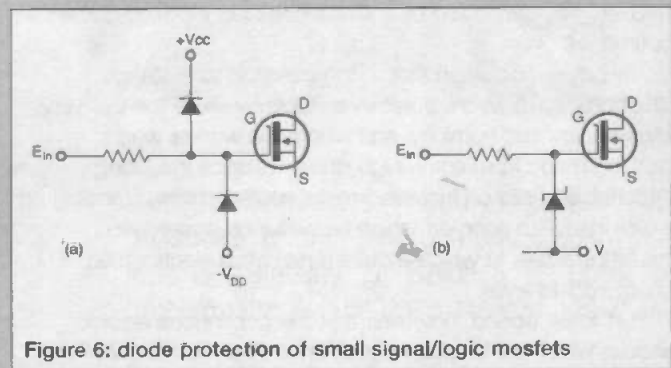 +Vcc
D
G
S
Ein
-VDD
(a)
D
G
S
Ein
V
(b)
Figure 6: diode protection of small signal/logic mosfets